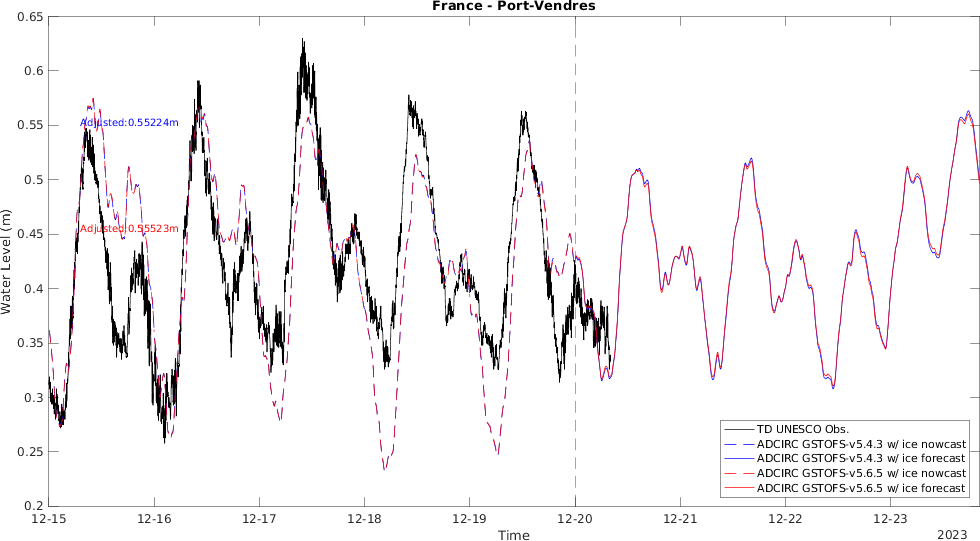 France - Port-Vendres
0.65
0.6
0.55
0.5
0.45
0.4
0.35
0.3
0.25
0.2
Water Level (m)
Adjusted:0.55224m
Adjusted:0.55523m
TD UNESCO Obs.
ADCIRC GSTOFS-v5.4.3 w/ ice nowcast
ADCIRC GSTOFS-v5.4.3 w/ ice forecast
ADCIRC GSTOFS-v5.6.5 w/ ice nowcast
ADCIRC GSTOFS-v5.6.5 w/ ice forecast
12-15 12-16 12-17 12-18 12-19 12-20 12-21 12-22 12-23
Time
2023